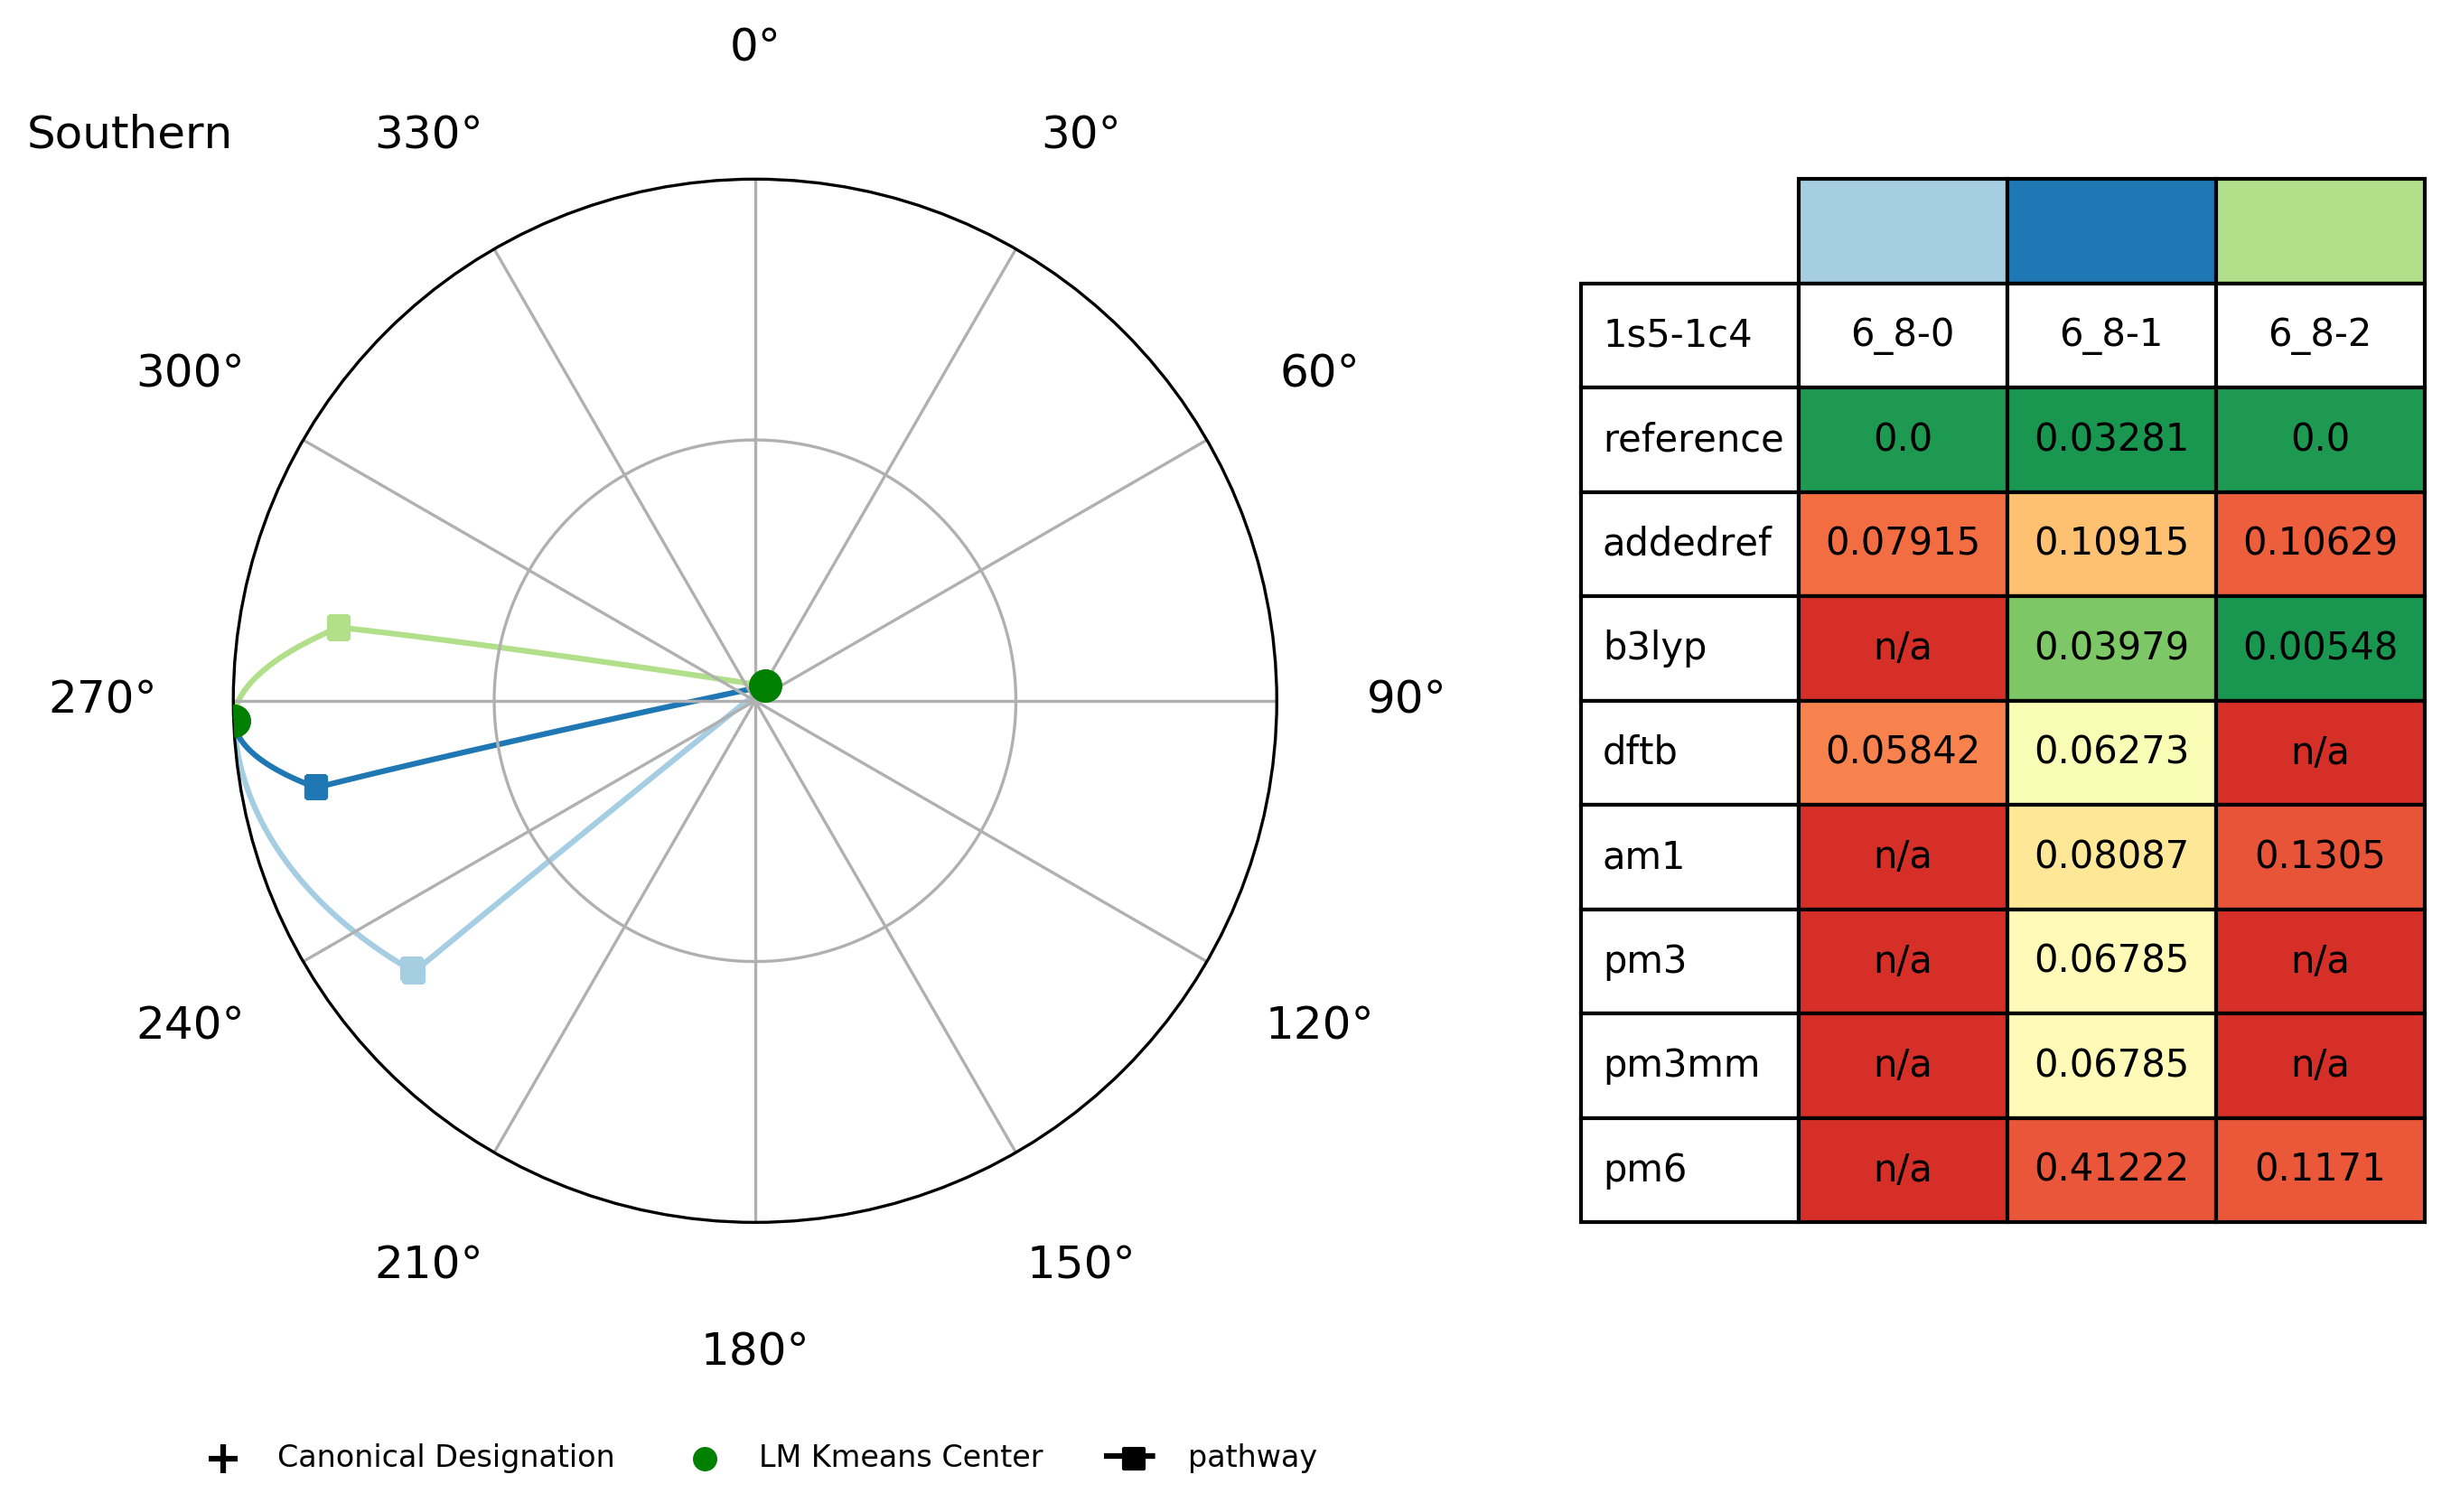 0°
Southern 330° 30°
300° 60°
270° 90°
240° 120°
210° 150°
180°
+ Canonical Designation LM Kmeans Center pathway
1s5-1c4 6_8-0 6_8-1 6_8-2
reference 0.0 0.03281 0.0
addedref 0.07915 0.10915 0.10629
b3lyp n/a 0.03979 0.00548
dftb 0.05842 0.06273 n/a
am1 n/a 0.08087 0.1305
pm3 n/a 0.06785 n/a
pm3mm n/a 0.06785 n/a
pm6 n/a 0.41222 0.1171